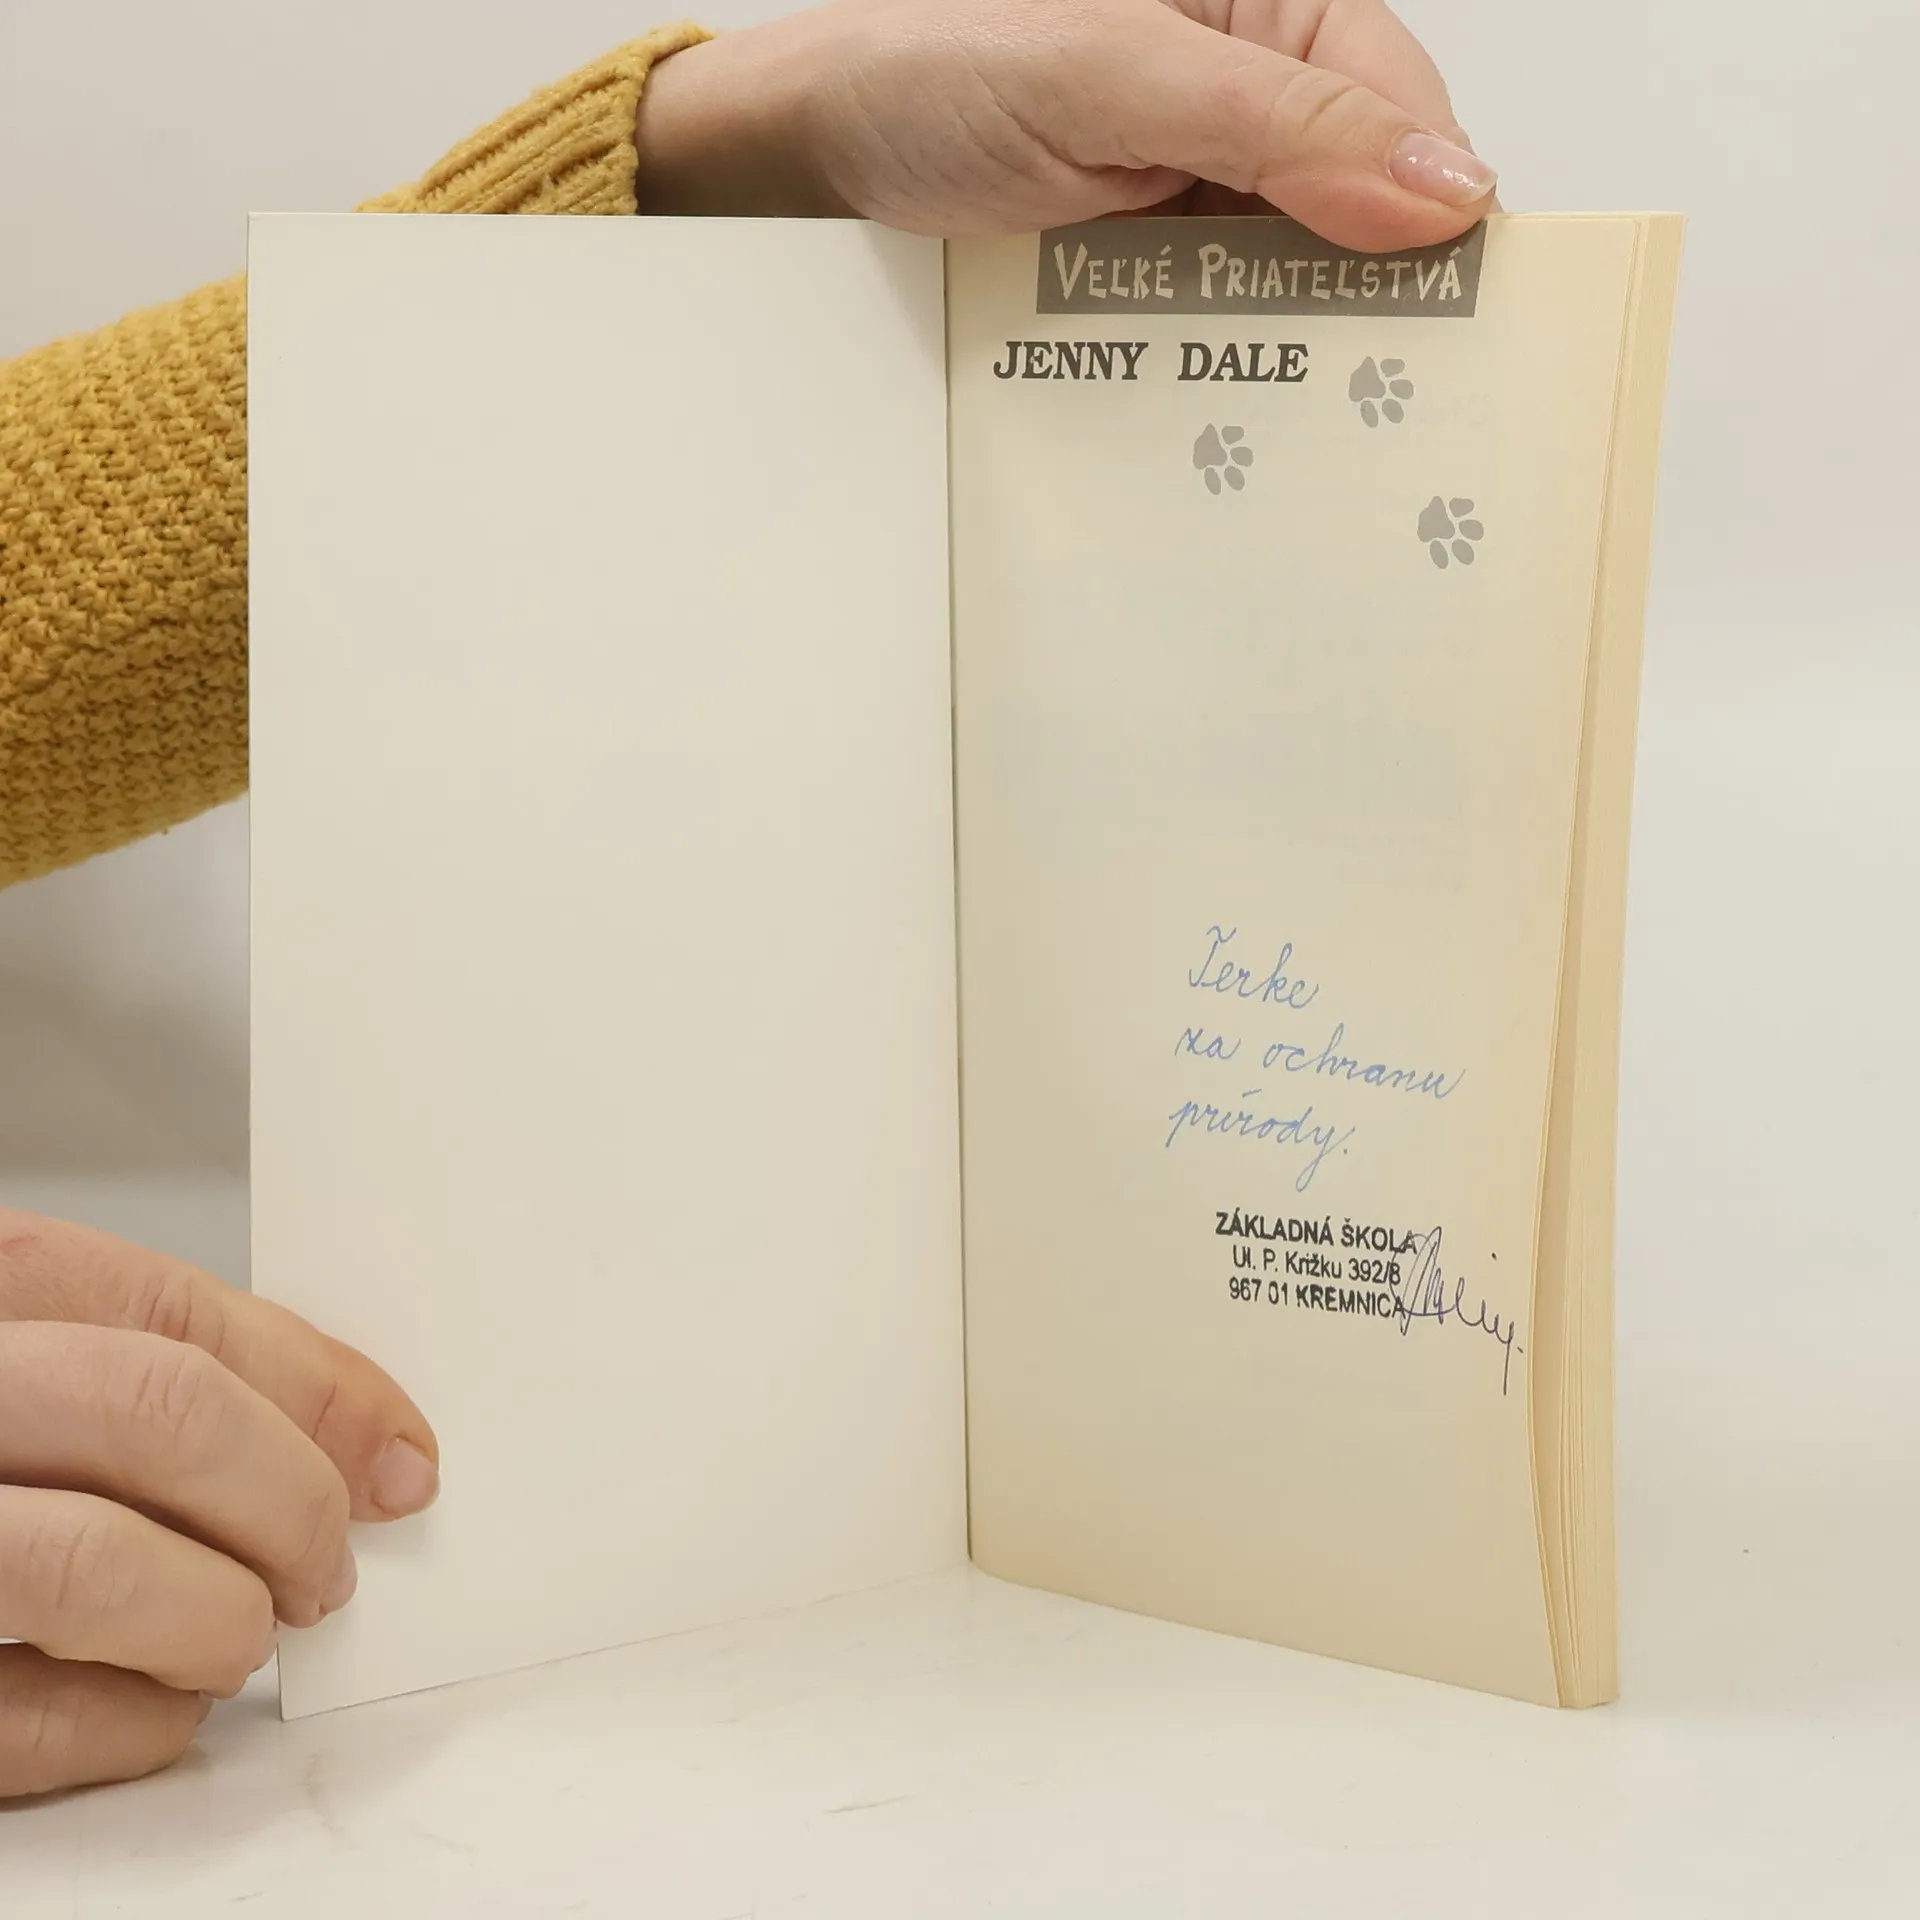 VEĽKÉ PRIATEĽSTVÁ
JENNY DALE
Terke
za ochranu
prírody.
ZÁKLADNÁ ŠKOLA
Ul. P. Križku 392/8
967 01 KREMNICA